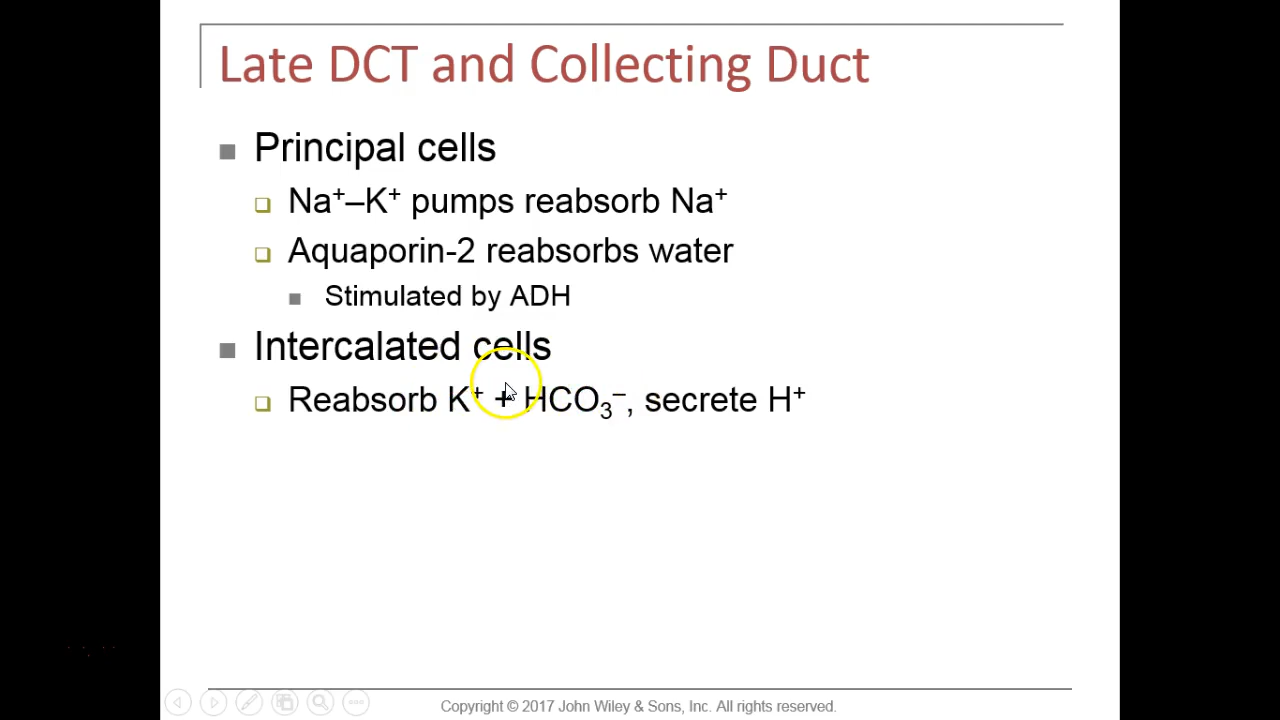 Late DCT and Collecting Duct
Principal cells
Na⁺–K⁺ pumps reabsorb Na⁺
Aquaporin-2 reabsorbs water
Stimulated by ADH
Intercalated cells
Reabsorb K⁺ + HCO₃⁻, secrete H⁺
Copyright © 2017 John Wiley & Sons, Inc. All rights reserved.